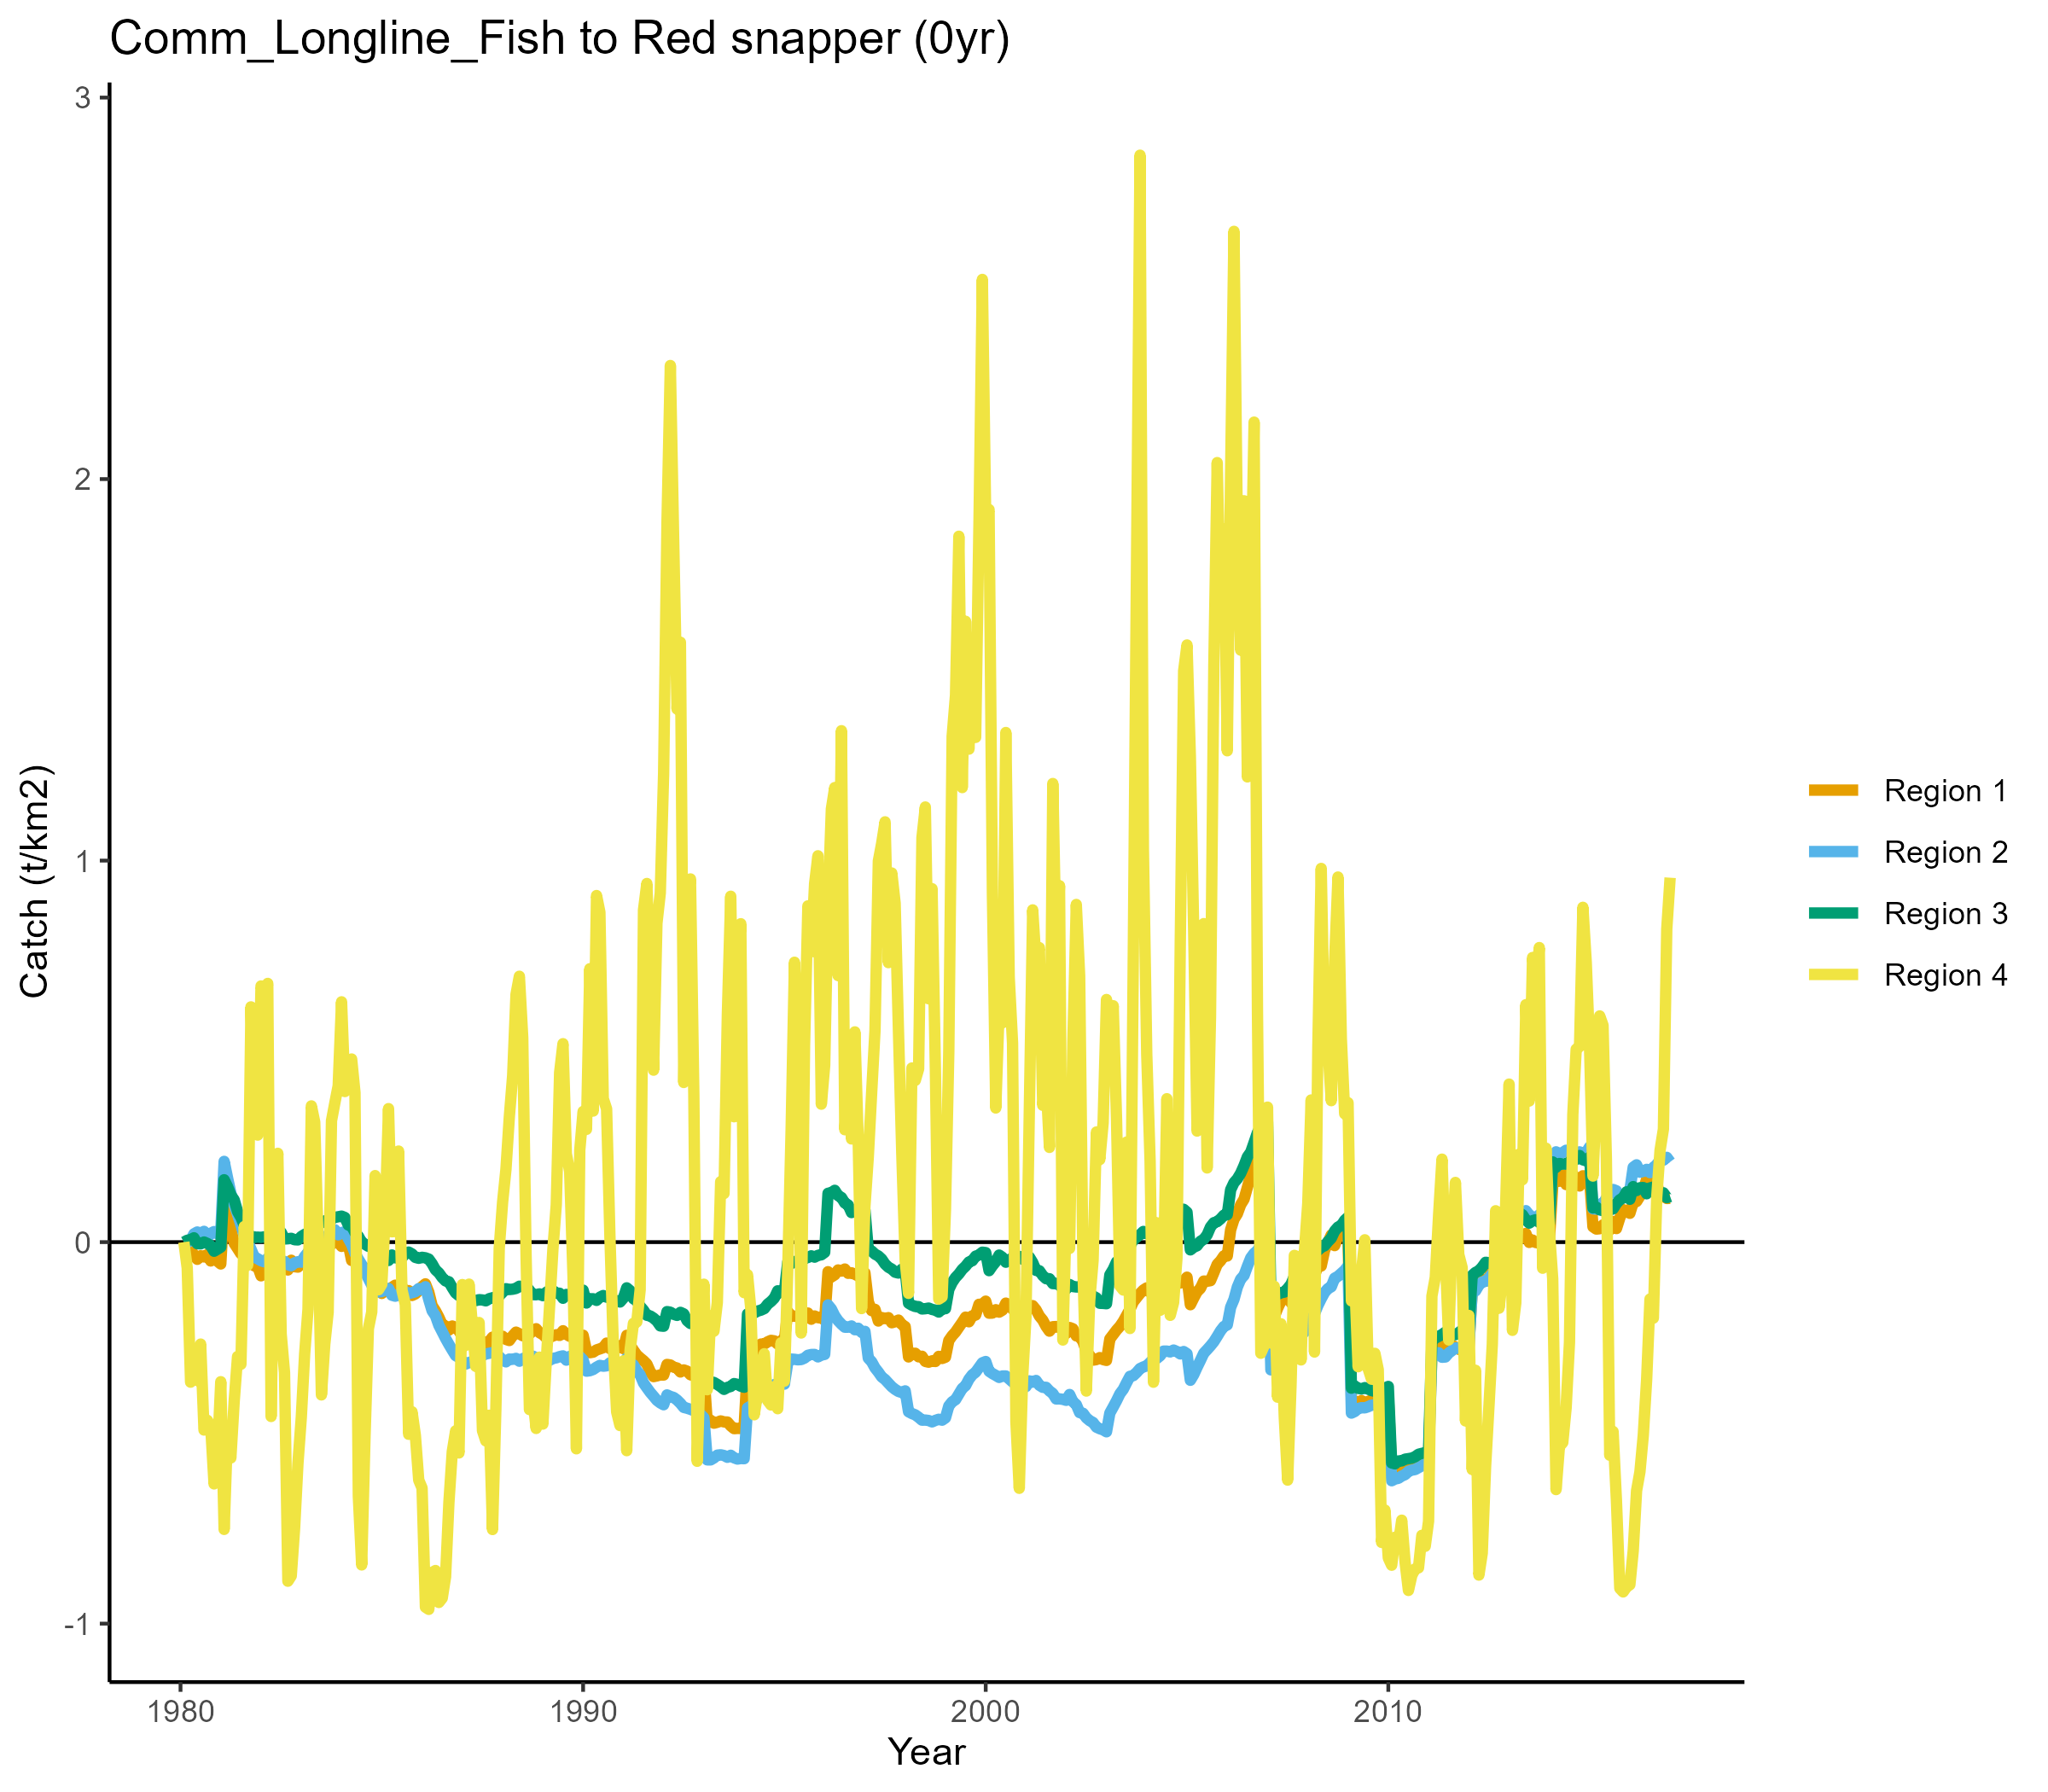 Comm_Longline_Fish to Red snapper (0yr)
3
2
1
0
-1
Catch (t/km2)
1980 1990 2000 2010
Year
Region 1
Region 2
Region 3
Region 4